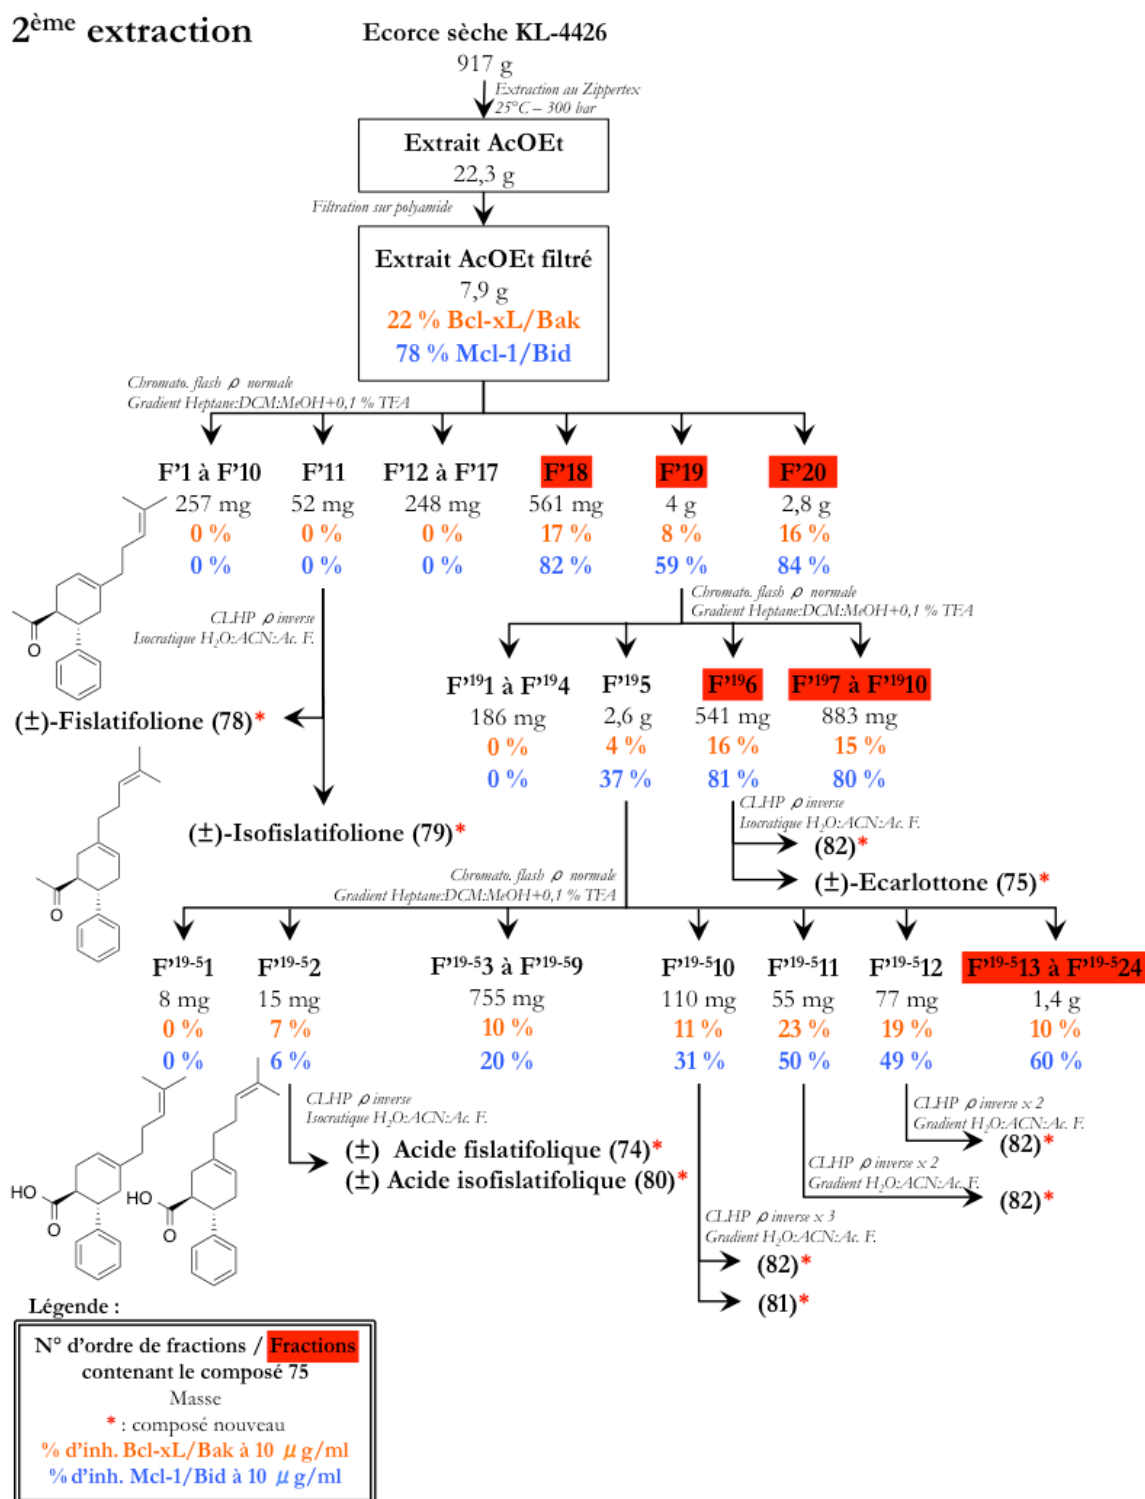 2ème extraction
Ecorce sèche KL-4426
917 g
Extraction au Zippertex
25°C – 300 bar
Extrait AcOEt
22,3 g
Filtration sur polyamide
Extrait AcOEt filtré
7,9 g
22 % Bcl-xL/Bak
78 % Mcl-1/Bid
Chromato. flash ρ normale
Gradient Heptane:DCM:MeOH+0,1 % TFA
F'1 à F'10 F'11 F'12 à F'17 F'18 F'19 F'20
257 mg 52 mg 248 mg 561 mg 4 g 2,8 g
0 % 0 % 0 % 17 % 8 % 16 %
0 % 0 % 0 % 82 % 59 % 84 %
Chromato. flash ρ normale
Gradient Heptane:DCM:MeOH+0,1 % TFA
CLHP ρ inverse
Isocratique H₂O:ACN:Ac. F.
O
F'¹⁹1 à F'¹⁹4 F'¹⁹5 F'¹⁹6 F'¹⁹7 à F'¹⁹10
186 mg 2,6 g 541 mg 883 mg
0 % 4 % 16 % 15 %
0 % 37 % 81 % 80 %
(±)-Fislatifolione (78)*
CLHP ρ inverse
Isocratique H₂O:ACN:Ac. F.
(±)-Isofislatifolione (79)*
(82)*
(±)-Ecarlottone (75)*
Chromato. flash ρ normale
Gradient Heptane:DCM:MeOH+0,1 % TFA
O
F'¹⁹⁻⁵1 F'¹⁹⁻⁵2 F'¹⁹⁻⁵3 à F'¹⁹⁻⁵9 F'¹⁹⁻⁵10 F'¹⁹⁻⁵11 F'¹⁹⁻⁵12 F'¹⁹⁻⁵13 à F'¹⁹⁻⁵24
8 mg 15 mg 755 mg 110 mg 55 mg 77 mg 1,4 g
0 % 7 % 10 % 11 % 23 % 19 % 10 %
0 % 6 % 20 % 31 % 50 % 49 % 60 %
CLHP ρ inverse
Isocratique H₂O:ACN:Ac. F.
CLHP ρ inverse x 2
Gradient H₂O:ACN:Ac. F.
(±) Acide fislatifolique (74)*
(±) Acide isofislatifolique (80)*
(82)*
CLHP ρ inverse x 2
Gradient H₂O:ACN:Ac. F.
(82)*
HO
O
HO
O
CLHP ρ inverse x 3
Gradient H₂O:ACN:Ac. F.
(82)*
(81)*
Légende :
N° d'ordre de fractions / Fractions
contenant le composé 75
Masse
* : composé nouveau
% d'inh. Bcl-xL/Bak à 10 μg/ml
% d'inh. Mcl-1/Bid à 10 μg/ml